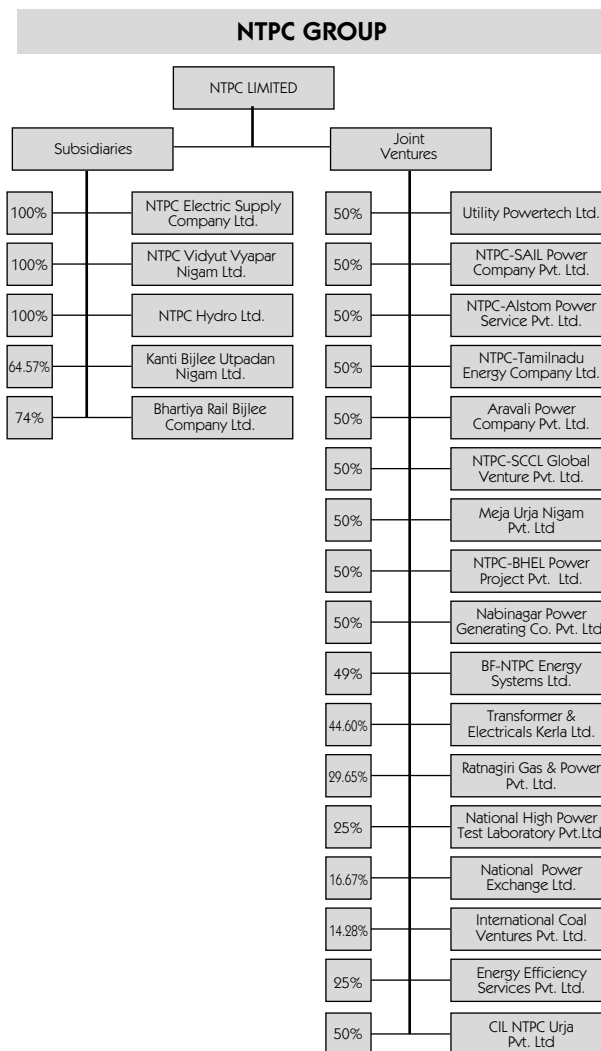 NTPC GROUP
NTPC LIMITED
Subsidiaries
100%
NTPC Electric Supply
Company Ltd.
100%
NTPC Vidyut Vyapar
Nigam Ltd.
100%
NTPC Hydro Ltd.
64.57%
Kanti Bijlee Utpadan
Nigam Ltd.
74%
Bhartiya Rail Bijlee
Company Ltd.
Joint
Ventures
50%
Utility Powertech Ltd.
50%
NTPC-SAIL Power
Company Pvt. Ltd.
50%
NTPC-Alstom Power
Service Pvt. Ltd.
50%
NTPC-Tamilnadu
Energy Company Ltd.
50%
Aravali Power
Company Pvt. Ltd.
50%
NTPC-SCCL Global
Venture Pvt. Ltd.
50%
Meja Urja Nigam
Pvt. Ltd
50%
NTPC-BHEL Power
Project Pvt. Ltd.
50%
Nabinagar Power
Generating Co. Pvt. Ltd
49%
BF-NTPC Energy
Systems Ltd.
44.60%
Transformer &
Electricals Kerla Ltd.
29.65%
Ratnagiri Gas & Power
Pvt. Ltd.
25%
National High Power
Test Laboratory Pvt.Ltd
16.67%
National Power
Exchange Ltd.
14.28%
International Coal
Ventures Pvt. Ltd.
25%
Energy Efficiency
Services Pvt. Ltd.
50%
CIL NTPC Urja
Pvt. Ltd